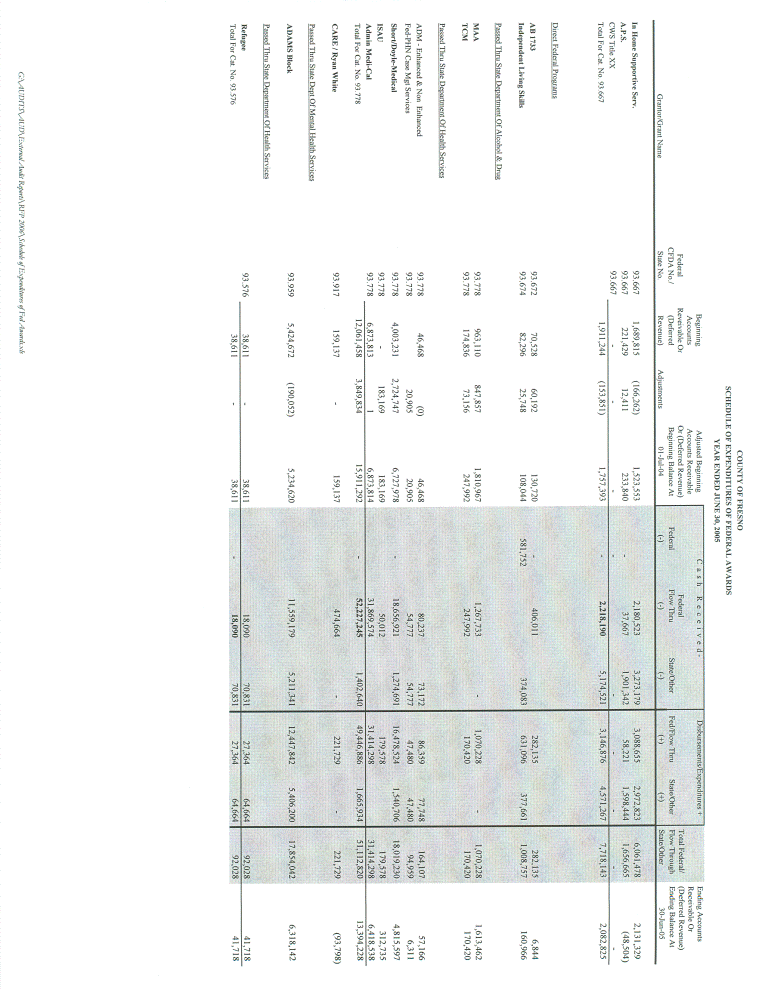 COUNTY OF FRESNO
SCHEDULE OF EXPENDITURES OF FEDERAL AWARDS
YEAR ENDED JUNE 30, 2005
- C a s h R e c e i v e d - Disbursements/Expenditures +
Grantor/Grant Name Federal CFDA No./ State No. Beginning Accounts Receivable Or (Deferred Revenue) Adjustments Adjusted Beginning Accounts Receivable Or (Deferred Revenue) Beginning Balance At 01-Jul-04 Federal (-) Federal Flow Thru (-) State/Other (-) Fed/Flow Thru (+) State/Other (+) Total Federal/ Flow Through State/Other Ending Accounts Receivable Or (Deferred Revenue) Ending Balance At 30-Jun-05
In Home Supportive Serv. 93.667 1,689,815 (166,262) 1,523,553 2,180,523 3,273,179 3,088,655 2,972,823 6,061,478 2,131,329
A.P.S. 93.667 221,429 12,411 233,840 - 37,667 1,901,342 58,221 1,598,444 1,656,665 (48,504)
CWS Title XX 93.667 - - - - - - - - -
Total For Cat. No. 93.667 1,911,244 (153,851) 1,757,393 - 2,218,190 5,174,521 3,146,876 4,571,267 7,718,143 2,082,825
Direct Federal Programs
AB 1733 93.672 70,528 60,192 130,720 - 406,011 282,135 282,135 6,844
Independent Living Skills 93.674 82,296 25,748 108,044 581,752 374,083 631,096 377,661 1,008,757 160,966
Passed Thru State Department Of Alcohol & Drug
MAA 93.778 963,110 847,857 1,810,967 1,267,733 - 1,070,228 - 1,070,228 1,613,462
TCM 93.778 174,836 73,156 247,992 247,992 170,420 170,420 170,420
Passed Thru State Department Of Health Services
ADM - Enhanced & Non Enhanced 93.778 46,468 (0) 46,468 80,237 73,172 86,359 77,748 164,107 57,166
Fed-PHN Case Mgt Services 93.778 20,905 20,905 54,777 54,777 47,480 47,480 94,959 6,311
Short/Doyle-Medical 93.778 4,003,231 2,724,747 6,727,978 - 18,656,921 1,274,691 16,478,524 1,540,706 18,019,230 4,815,597
ISAU 93.778 - 183,169 183,169 50,012 179,578 179,578 312,735
Admin Medi-Cal 93.778 6,873,813 1 6,873,814 31,869,574 31,414,298 31,414,298 6,418,538
Total For Cat. No. 93.778 12,061,458 3,849,834 15,911,292 - 52,227,245 1,402,640 49,446,886 1,665,934 51,112,820 13,394,228
CARE / Ryan White 93.917 159,137 - 159,137 474,664 - 221,729 - 221,729 (93,798)
Passed Thru State Dept Of Mental Health Services
ADAMS Block 93.959 5,424,672 (190,052) 5,234,620 11,559,179 5,211,341 12,447,842 5,406,200 17,854,042 6,318,142
Passed Thru State Department Of Health Services
Refugee 93.576 38,611 - 38,611 18,090 70,831 27,364 64,664 92,028 41,718
Total For Cat. No. 93.576 38,611 - 38,611 - 18,090 70,831 27,364 64,664 92,028 41,718
G:\AUDITS\AUD\External Audit Reports\RFP 2006\Schedule of Expenditures of Fed Awards.xls